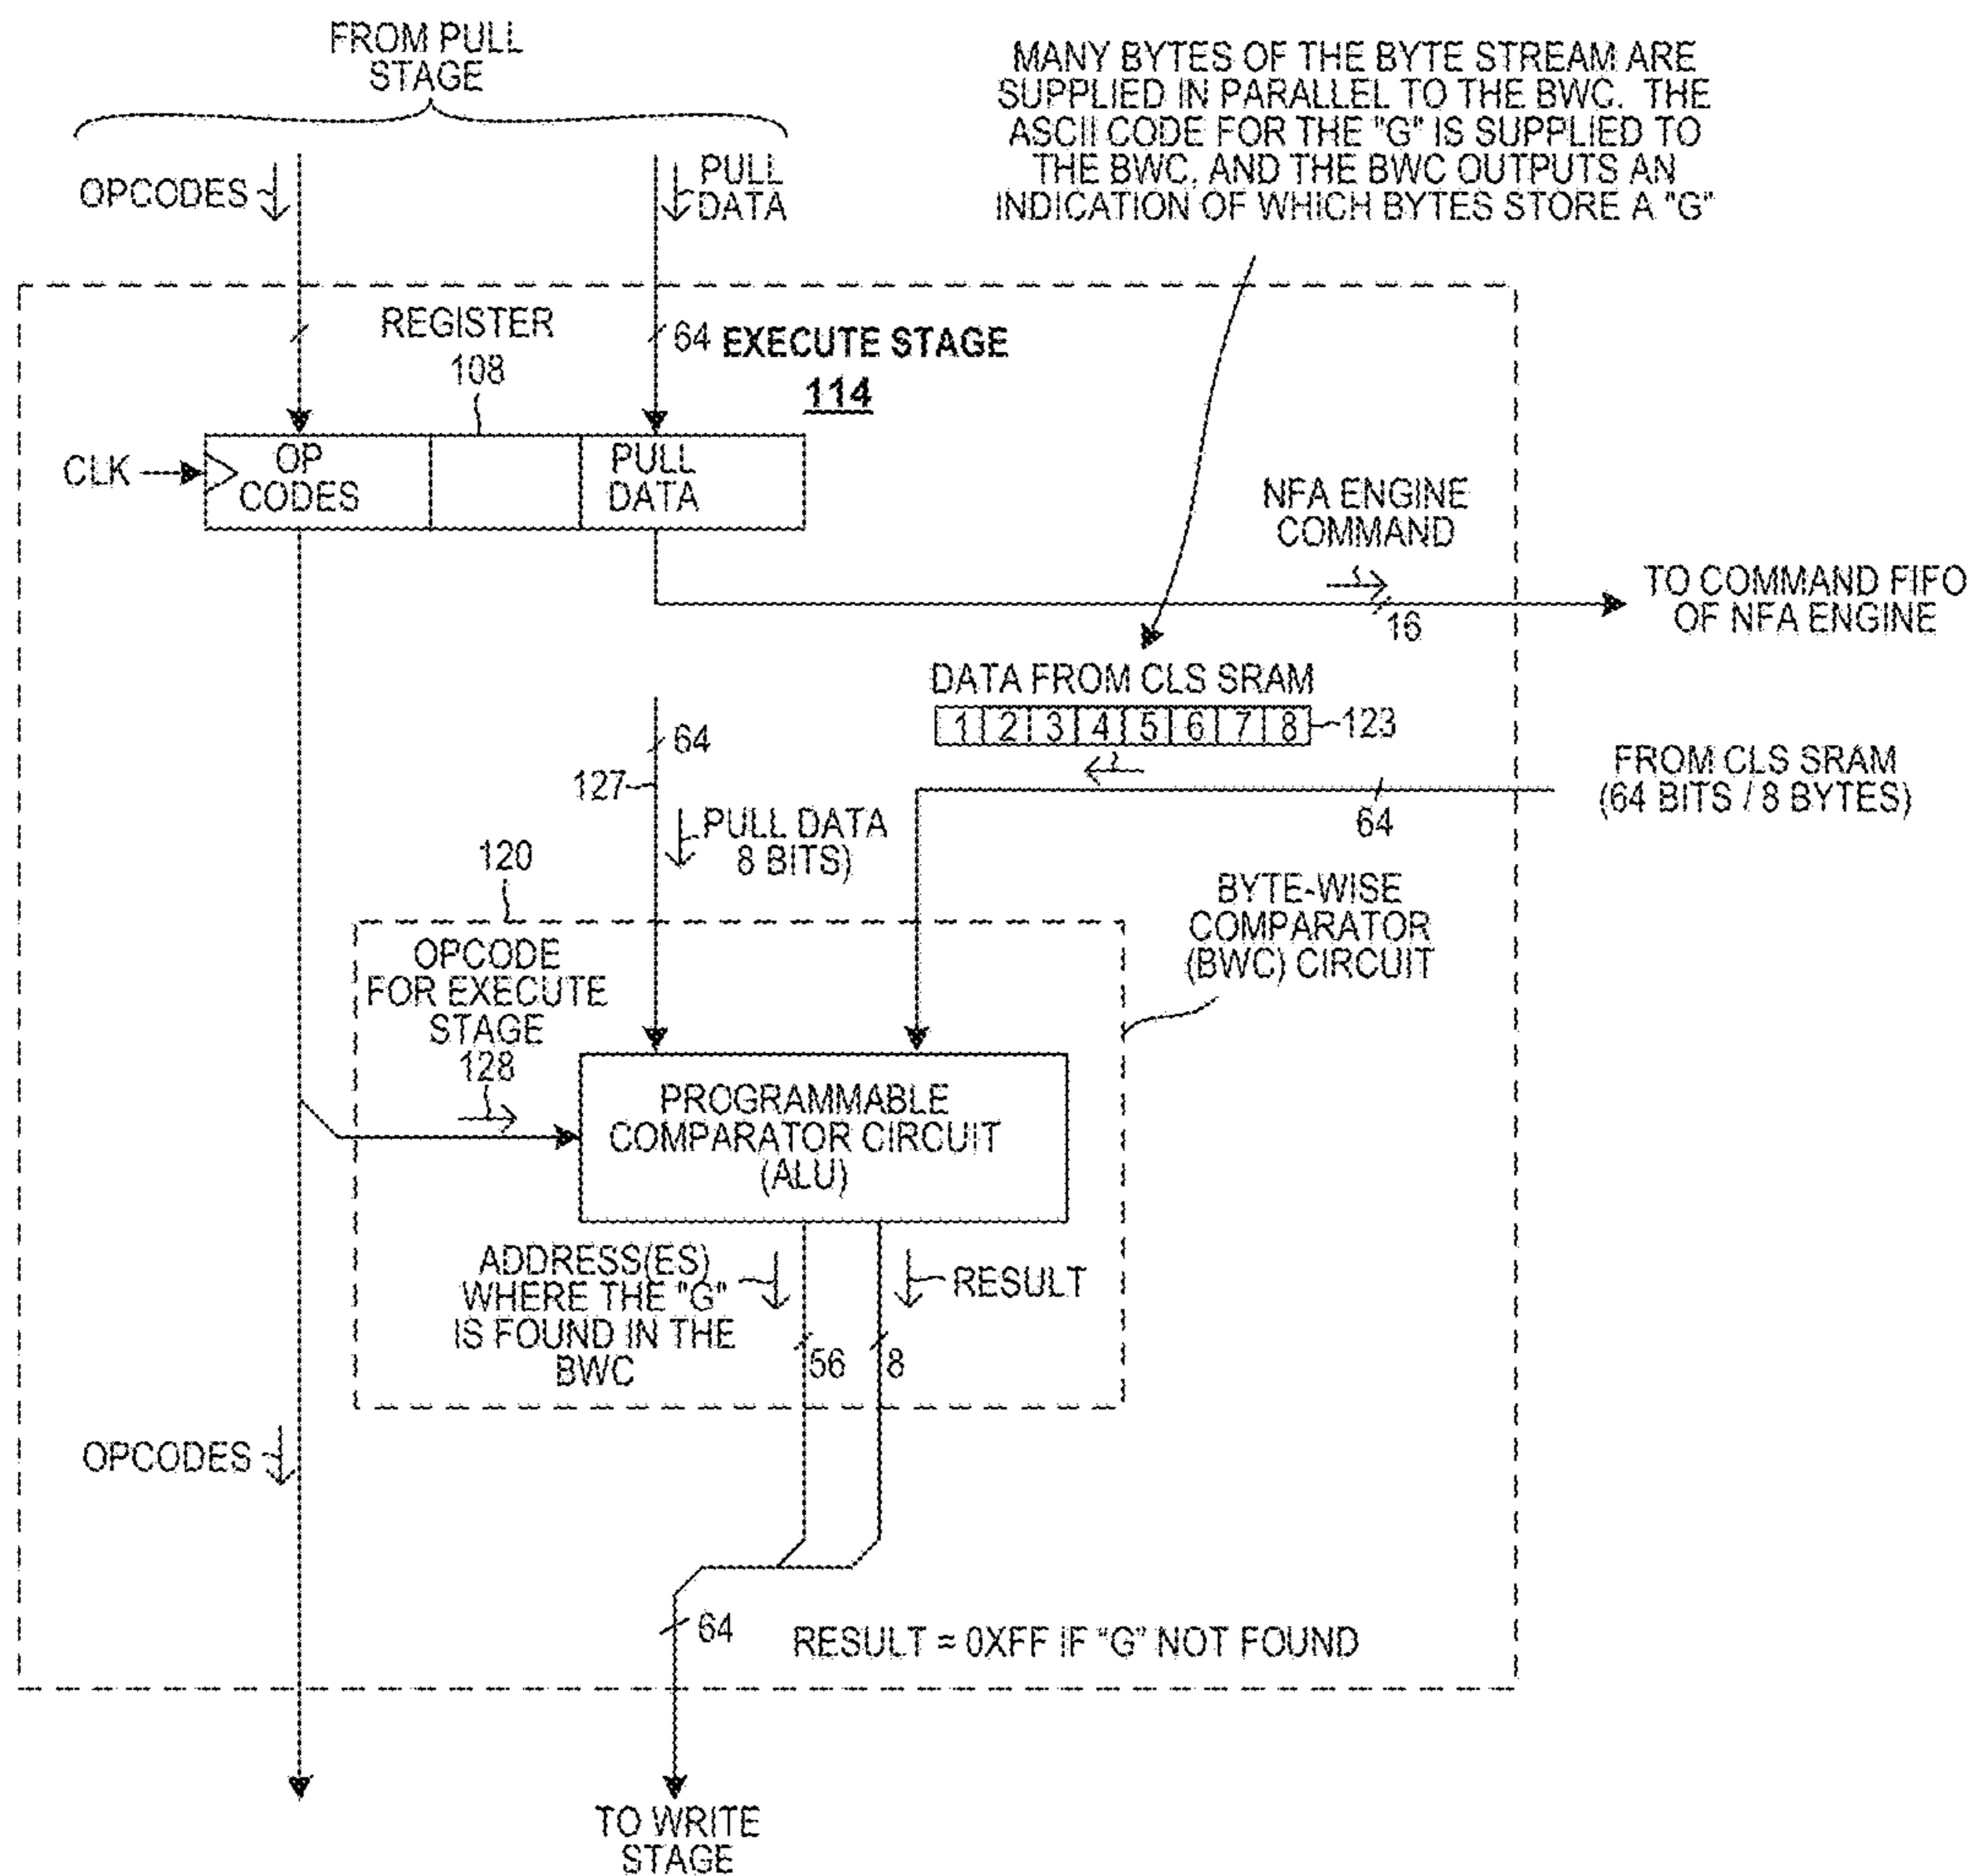 FROM PULL
STAGE
MANY BYTES OF THE BYTE STREAM ARE
SUPPLIED IN PARALLEL TO THE BWC. THE
ASCII CODE FOR THE "G" IS SUPPLIED TO
THE BWC, AND THE BWC OUTPUTS AN
INDICATION OF WHICH BYTES STORE A "G"
OPCODES
PULL
DATA
REGISTER
108
64
EXECUTE STAGE
114
CLK
OP
CODES
PULL
DATA
NFA ENGINE
COMMAND
16
TO COMMAND FIFO
OF NFA ENGINE
DATA FROM CLS SRAM
1 2 3 4 5 6 7 8
123
64
127
PULL DATA
8 BITS)
64
FROM CLS SRAM
(64 BITS / 8 BYTES)
120
BYTE-WISE
COMPARATOR
(BWC) CIRCUIT
OPCODE
FOR EXECUTE
STAGE
128
PROGRAMMABLE
COMPARATOR CIRCUIT
(ALU)
ADDRESS(ES)
WHERE THE "G"
IS FOUND IN THE
BWC
RESULT
56
8
OPCODES
64
RESULT = 0XFF IF "G" NOT FOUND
TO WRITE
STAGE